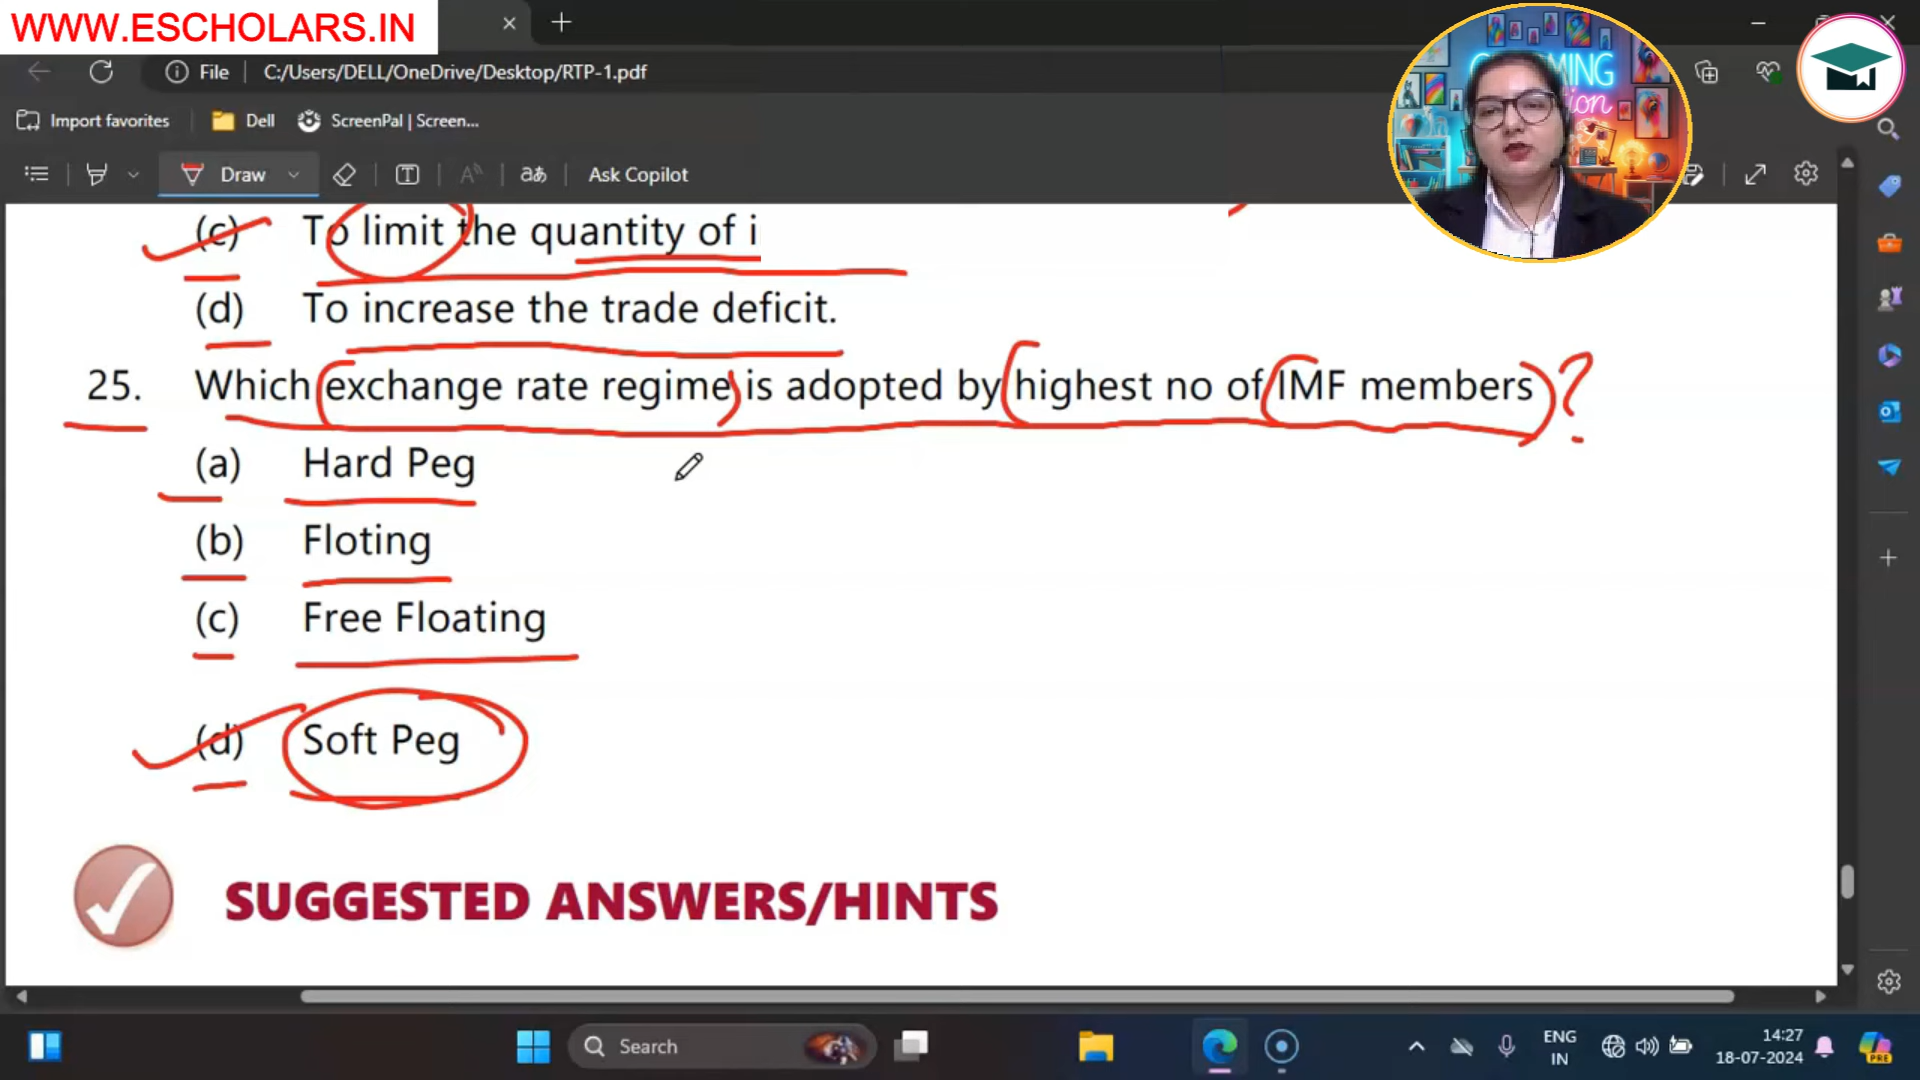 WWW.ESCHOLARS.IN
File
C:/Users/DELL/OneDrive/Desktop/RTP-1.pdf
Import favorites
Dell
ScreenPal | Screen...
Draw
Ask Copilot
(c) To limit the quantity of i
(d) To increase the trade deficit.
25. Which exchange rate regime is adopted by highest no of IMF members ?
(a) Hard Peg
(b) Floting
(c) Free Floating
(d) Soft Peg
SUGGESTED ANSWERS/HINTS
Search
ENG
IN
14:27
18-07-2024
PRE